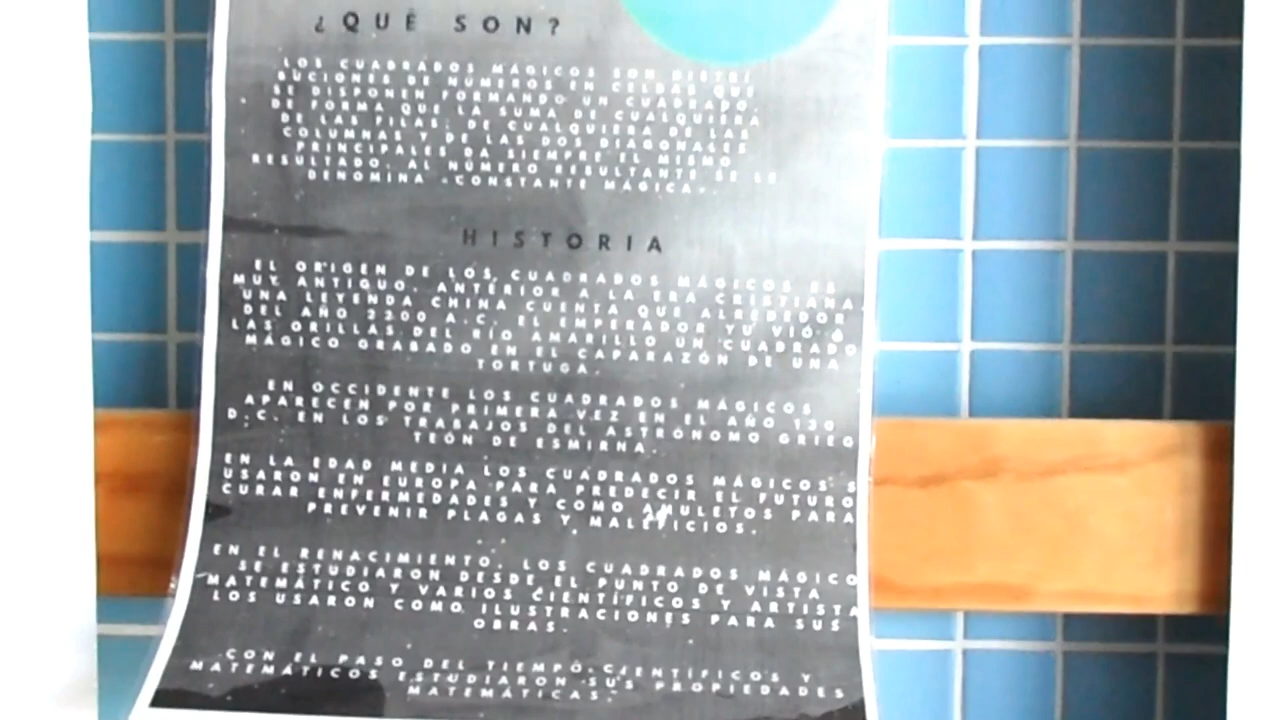 ¿QUÉ SON?
LOS CUADRADOS MÁGICOS SON DISTRI
BUCIONES DE NÚMEROS EN CELDAS QUE
SE DISPONEN FORMANDO UN CUADRADO,
DE FORMA QUE LA SUMA DE CUALQUIERA
DE LAS FILAS, DE CUALQUIERA DE LAS
COLUMNAS Y DE LAS DOS DIAGONALES
PRINCIPALES DA SIEMPRE EL MISMO
RESULTADO. AL NÚMERO RESULTANTE SE LE
DENOMINA «CONSTANTE MÁGICA».
HISTORIA
EL ORIGEN DE LOS CUADRADOS MÁGICOS ES
MUY ANTIGUO. ANTERIOR A LA ERA CRISTIANA.
UNA LEYENDA CHINA CUENTA QUE ALREDEDOR
DEL AÑO 2200 A.C. EL EMPERADOR YU VIÓ A
LAS ORILLAS DEL RÍO AMARILLO UN CUADRADO
MÁGICO GRABADO EN EL CAPARAZÓN DE UNA
TORTUGA.
EN OCCIDENTE LOS CUADRADOS MÁGICOS
APARECEN POR PRIMERA VEZ EN EL AÑO 130
D.C. EN LOS TRABAJOS DEL ASTRÓNOMO GRIEG
TEÓN DE ESMIRNA.
EN LA EDAD MEDIA LOS CUADRADOS MÁGICOS S
USARON EN EUROPA PARA PREDECIR EL FUTURO
CURAR ENFERMEDADES Y COMO AMULETOS PARA
PREVENIR PLAGAS Y MALEFICIOS.
EN EL RENACIMIENTO, LOS CUADRADOS MÁGICO
SE ESTUDIARON DESDE EL PUNTO DE VISTA
MATEMÁTICO Y VARIOS CIENTÍFICOS Y ARTISTA
LOS USARON COMO ILUSTRACIONES PARA SUS
OBRAS.
CON EL PASO DEL TIEMPO, CIENTÍFICOS Y
MATEMÁTICOS ESTUDIARON SUS PROPIEDADES
MATEMÁTICAS.